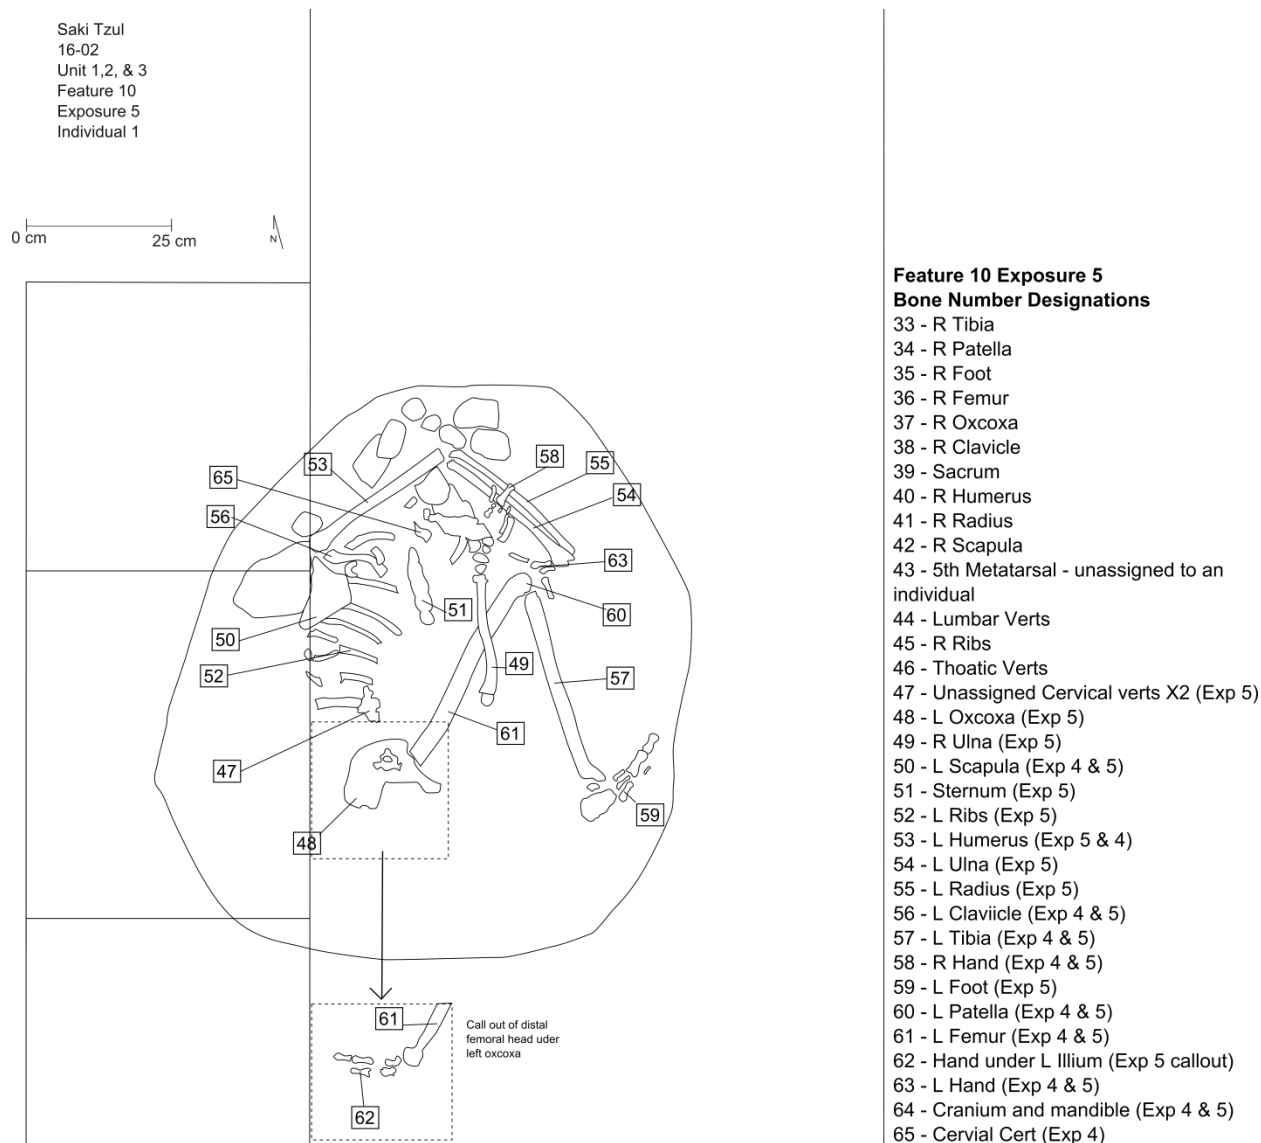 Saki Tzul
16-02
Unit 1,2, & 3
Feature 10
Exposure 5
Individual 1
0 cm
25 cm
N
53
58
55
65
54
56
63
51
60
50
49
52
57
61
47
59
48
61
Call out of distal
femoral head uder
left oxcoxa
62
Feature 10 Exposure 5
Bone Number Designations
33 - R Tibia
34 - R Patella
35 - R Foot
36 - R Femur
37 - R Oxcoxa
38 - R Clavicle
39 - Sacrum
40 - R Humerus
41 - R Radius
42 - R Scapula
43 - 5th Metatarsal - unassigned to an
individual
44 - Lumbar Verts
45 - R Ribs
46 - Thoatic Verts
47 - Unassigned Cervical verts X2 (Exp 5)
48 - L Oxcoxa (Exp 5)
49 - R Ulna (Exp 5)
50 - L Scapula (Exp 4 & 5)
51 - Sternum (Exp 5)
52 - L Ribs (Exp 5)
53 - L Humerus (Exp 5 & 4)
54 - L Ulna (Exp 5)
55 - L Radius (Exp 5)
56 - L Claviicle (Exp 4 & 5)
57 - L Tibia (Exp 4 & 5)
58 - R Hand (Exp 4 & 5)
59 - L Foot (Exp 5)
60 - L Patella (Exp 4 & 5)
61 - L Femur (Exp 4 & 5)
62 - Hand under L Illium (Exp 5 callout)
63 - L Hand (Exp 4 & 5)
64 - Cranium and mandible (Exp 4 & 5)
65 - Cervial Cert (Exp 4)